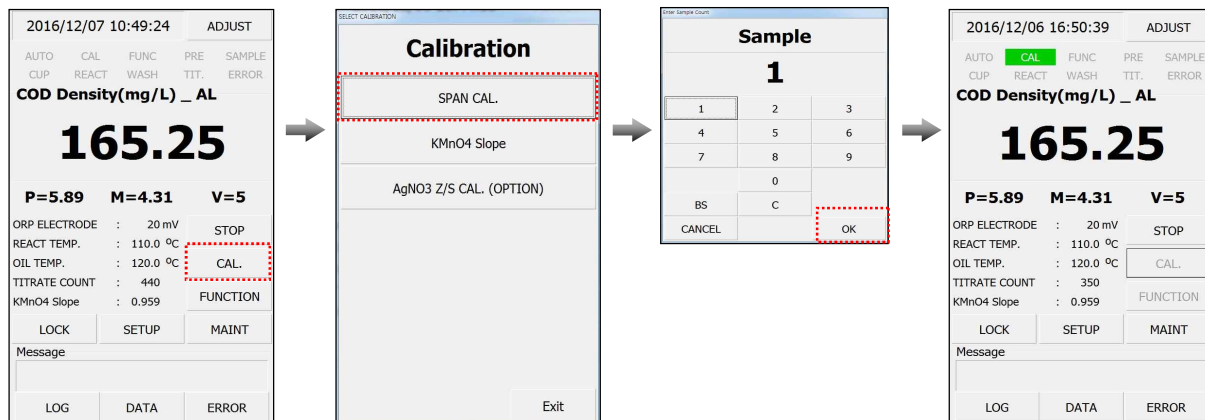 2016/12/07 10:49:24 ADJUST
AUTO CAL FUNC PRE SAMPLE
CUP REACT WASH TIT. ERROR
COD Density(mg/L) _ AL
165.25
P=5.89 M=4.31 V=5
ORP ELECTRODE : 20 mV STOP
REACT TEMP. : 110.0 ºC
OIL TEMP. : 120.0 ºC CAL.
TITRATE COUNT : 440
KMnO4 Slope : 0.959 FUNCTION
LOCK SETUP MAINT
Message
LOG DATA ERROR
SELECT CALIBRATION
Calibration
SPAN CAL.
KMnO4 Slope
AgNO3 Z/S CAL. (OPTION)
Exit
Enter Sample Count
Sample
1
1 2 3
4 5 6
7 8 9
0
BS C
CANCEL OK
2016/12/06 16:50:39 ADJUST
AUTO CAL FUNC PRE SAMPLE
CUP REACT WASH TIT. ERROR
COD Density(mg/L) _ AL
165.25
P=5.89 M=4.31 V=5
ORP ELECTRODE : 20 mV STOP
REACT TEMP. : 110.0 ºC
OIL TEMP. : 120.0 ºC CAL.
TITRATE COUNT : 350
KMnO4 Slope : 0.959 FUNCTION
LOCK SETUP MAINT
Message
LOG DATA ERROR